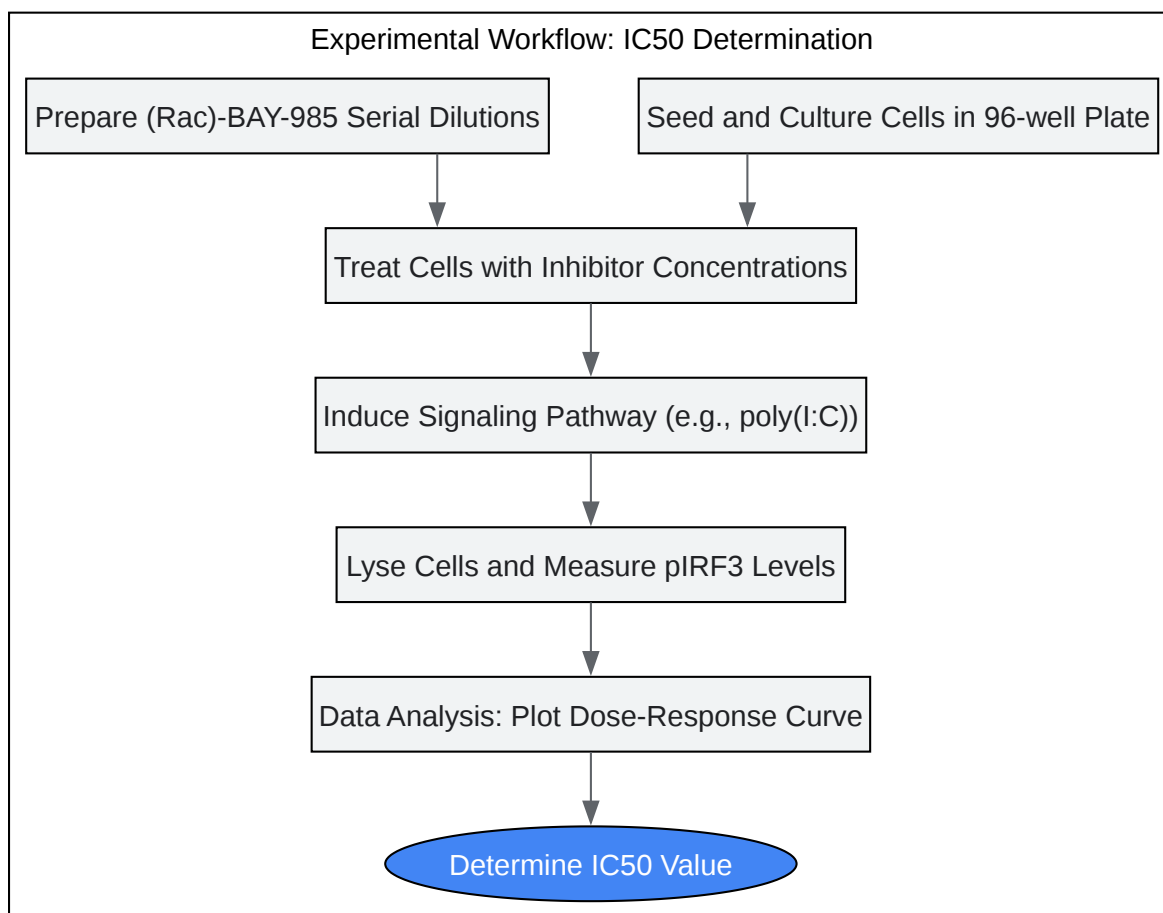 Experimental Workflow: IC50 Determination
Prepare (Rac)-BAY-985 Serial Dilutions
Seed and Culture Cells in 96-well Plate
Treat Cells with Inhibitor Concentrations
Induce Signaling Pathway (e.g., poly(I:C))
Lyse Cells and Measure pIRF3 Levels
Data Analysis: Plot Dose-Response Curve
Determine IC50 Value